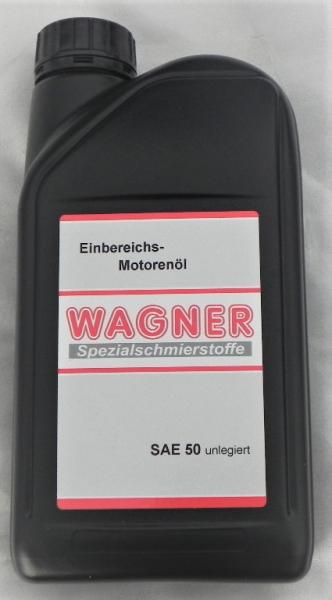 Einbereichs-
Motorenöl
WAGNER
Spezialschmierstoffe
SAE 50 unlegiert